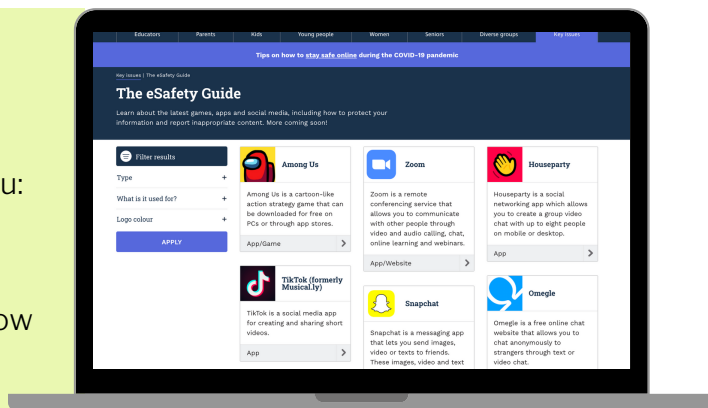 Educators Parents Kids Young people Women Seniors Diverse groups Key Issues
Tips on how to stay safe online during the COVID-19 pandemic
Key Issues | The eSafety Guide
The eSafety Guide
Learn about the latest games, apps and social media, including how to protect your
information and report inappropriate content. More coming soon!
u:
ow
Filter results
Type +
What is it used for? +
Logo colour +
APPLY
Among Us
Among Us is a cartoon-like
action strategy game that can
be downloaded for free on
PCs or through app stores.
App/Game
Zoom
Zoom is a remote
conferencing service that
allows you to communicate
with other people through
video and audio calling, chat,
online learning and webinars.
App/Website
Houseparty
Houseparty is a social
networking app which allows
you to create a group video
chat with up to eight people
on mobile or desktop.
App
TikTok (formerly
Musical.ly)
TikTok is a social media app
for creating and sharing short
videos.
App
Snapchat
Snapchat is a messaging app
that lets you send images,
video or texts to friends.
These images, video and text
Omegle
Omegle is a free online chat
website that allows you to
chat anonymously to
strangers through text or
video chat.